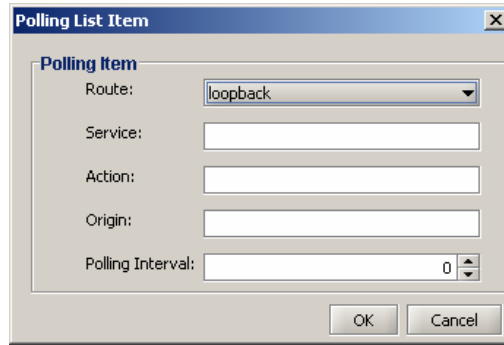 Polling List Item
Polling Item
Route: loopback
Service:
Action:
Origin:
Polling Interval: 0
OK Cancel